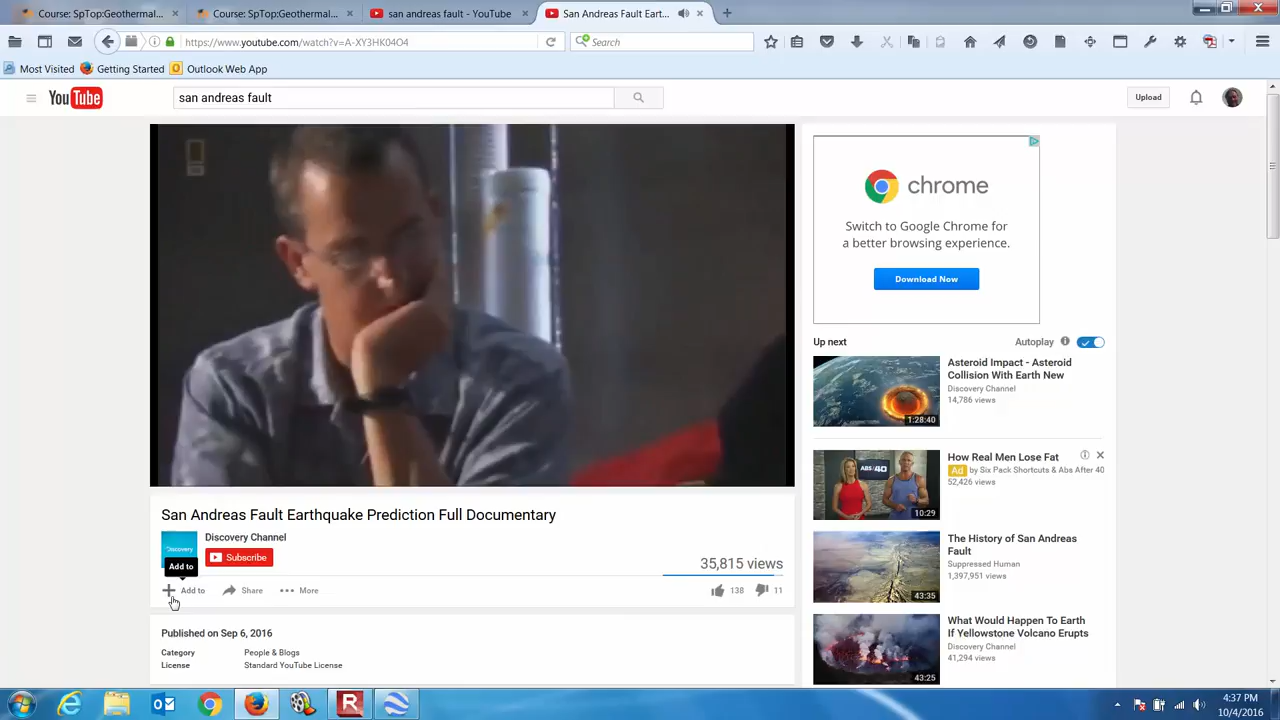 Course: SpTop:Geothermal...
Course: SpTop:Geothermal...
san andreas fault - YouTube
San Andreas Fault Eart...
https://www.youtube.com/watch?v=A-XY3HK04O4
Search
Most Visited
Getting Started
Outlook Web App
YouTube
san andreas fault
Upload
chrome
Switch to Google Chrome for
a better browsing experience.
Download Now
Up next
Autoplay
Asteroid Impact - Asteroid
Collision With Earth New
Discovery Channel
14,786 views
1:28:40
How Real Men Lose Fat
Ad by Six Pack Shortcuts & Abs After 40
52,426 views
ABS 40
10:29
The History of San Andreas
Fault
Suppressed Human
1,397,951 views
43:35
What Would Happen To Earth
If Yellowstone Volcano Erupts
Discovery Channel
41,294 views
43:25
San Andreas Fault Earthquake Prediction Full Documentary
Discovery
Discovery Channel
Subscribe
35,815 views
Add to
Add to
Share
More
138
11
Published on Sep 6, 2016
Category
People & Blogs
License
Standard YouTube License
4:37 PM
10/4/2016